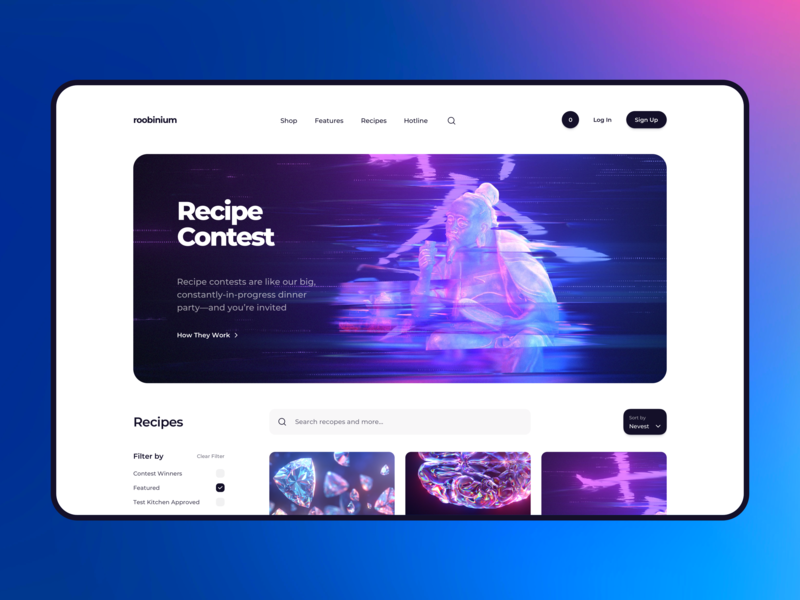 roobinium
Shop Features Recipes Hotline
0 Log In Sign Up
Recipe
Contest
Recipe contests are like our big,
constantly-in-progress dinner
party—and you're invited
How They Work
Recipes
Search recopes and more...
Sort by
Nevest
Filter by Clear Filter
Contest Winners
Featured
Test Kitchen Approved